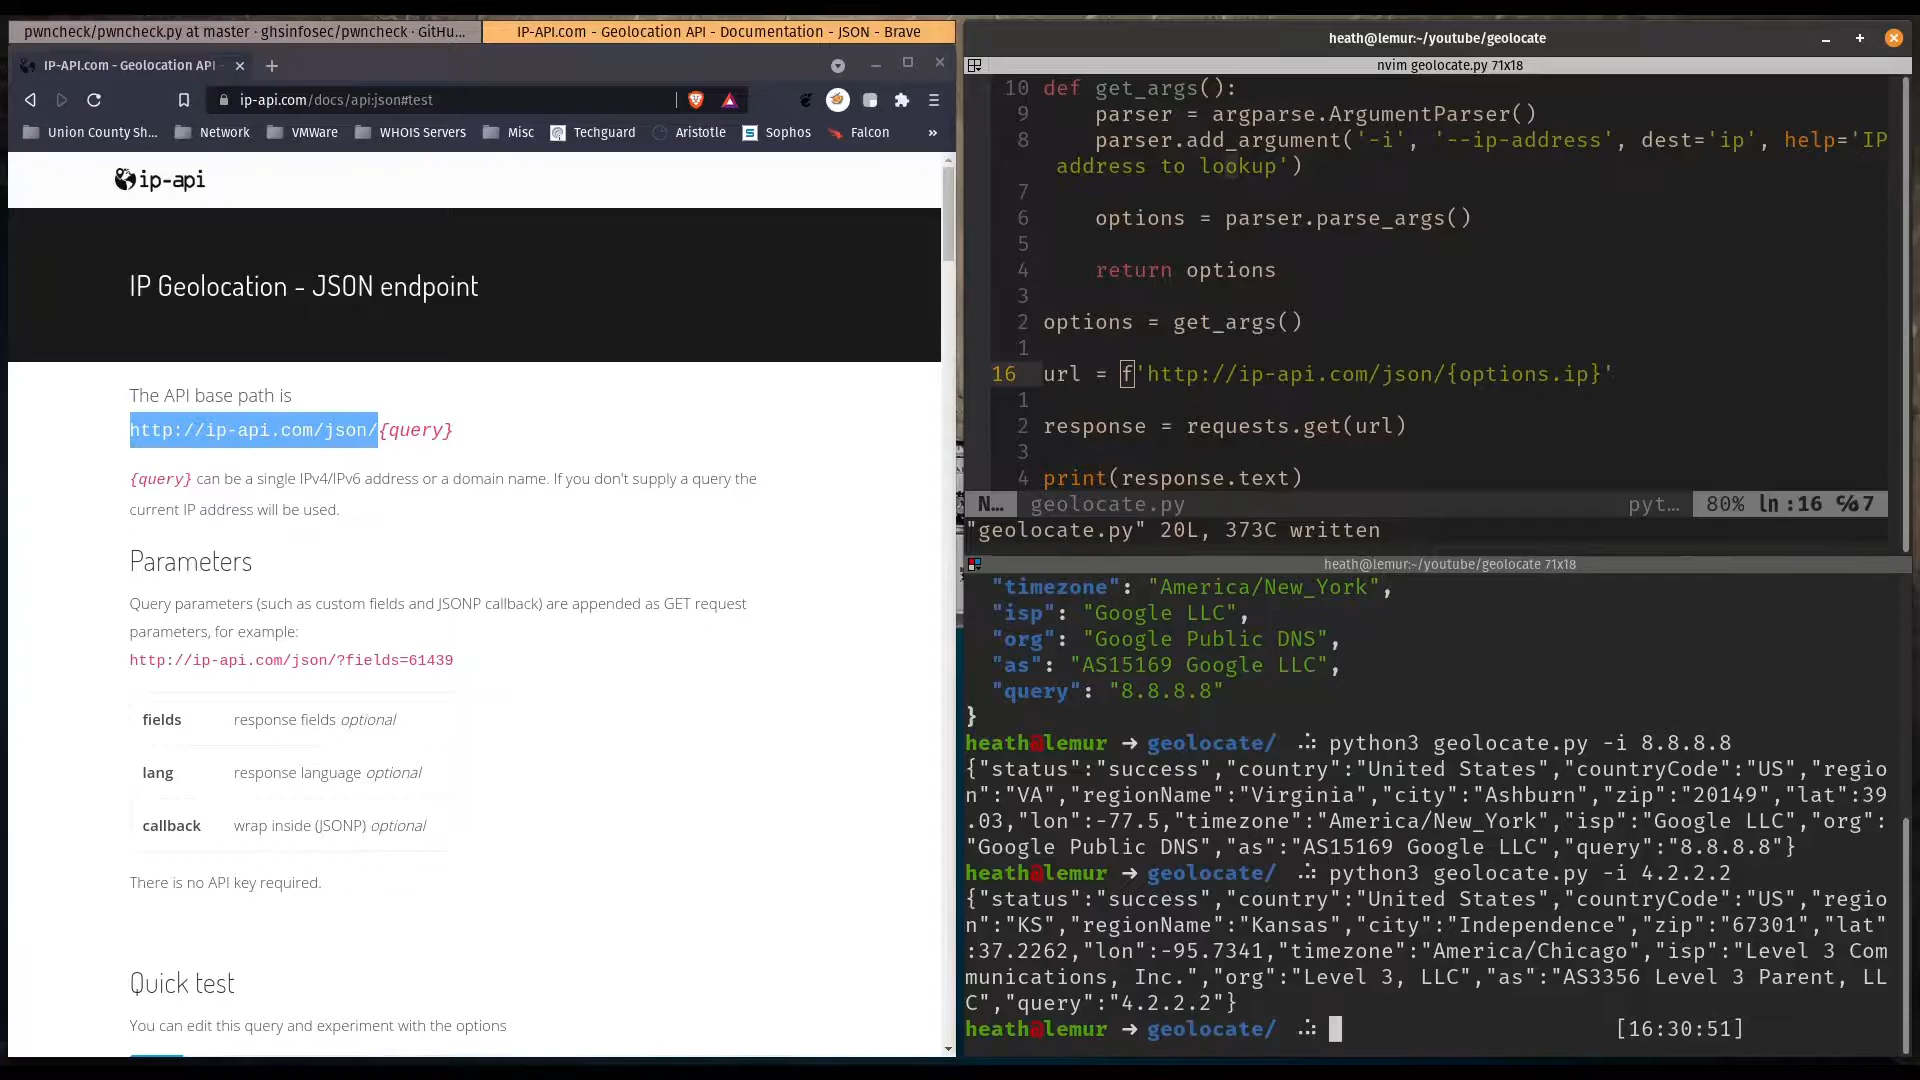 pwncheck/pwncheck.py at master · ghsinfosec/pwncheck · GitHu...
IP-API.com - Geolocation API - Documentation - JSON - Brave
IP-API.com - Geolocation API
ip-api.com/docs/api:json#test
Union County Sh...
Network
VMWare
WHOIS Servers
Misc
Techguard
Aristotle
Sophos
Falcon
»
ip-api
IP Geolocation - JSON endpoint
The API base path is
http://ip-api.com/json/{query}
{query} can be a single IPv4/IPv6 address or a domain name. If you don't supply a query the
current IP address will be used.
Parameters
Query parameters (such as custom fields and JSONP callback) are appended as GET request
parameters, for example:
http://ip-api.com/json/?fields=61439
fields response fields optional
lang response language optional
callback wrap inside (JSONP) optional
There is no API key required.
Quick test
You can edit this query and experiment with the options
heath@lemur:~/youtube/geolocate
nvim geolocate.py 71x18
10 def get_args():
9 parser = argparse.ArgumentParser()
8 parser.add_argument('-i', '--ip-address', dest='ip', help='IP
address to lookup')
7
6 options = parser.parse_args()
5
4 return options
3
2 options = get_args()
1
16 url = f'http://ip-api.com/json/{options.ip}'
1
2 response = requests.get(url)
3
4 print(response.text)
N... geolocate.py pyt... 80% ln :16 ℅7
"geolocate.py" 20L, 373C written
heath@lemur:~/youtube/geolocate 71x18
"timezone": "America/New_York",
"isp": "Google LLC",
"org": "Google Public DNS",
"as": "AS15169 Google LLC",
"query": "8.8.8.8"
}
heath@lemur ➜ geolocate/ .:. python3 geolocate.py -i 8.8.8.8
{"status":"success","country":"United States","countryCode":"US","regio
n":"VA","regionName":"Virginia","city":"Ashburn","zip":"20149","lat":39
.03,"lon":-77.5,"timezone":"America/New_York","isp":"Google LLC","org":
"Google Public DNS","as":"AS15169 Google LLC","query":"8.8.8.8"}
heath@lemur ➜ geolocate/ .:. python3 geolocate.py -i 4.2.2.2
{"status":"success","country":"United States","countryCode":"US","regio
n":"KS","regionName":"Kansas","city":"Independence","zip":"67301","lat"
:37.2262,"lon":-95.7341,"timezone":"America/Chicago","isp":"Level 3 Com
munications, Inc.","org":"Level 3, LLC","as":"AS3356 Level 3 Parent, LL
C","query":"4.2.2.2"}
heath@lemur ➜ geolocate/ .:. [16:30:51]